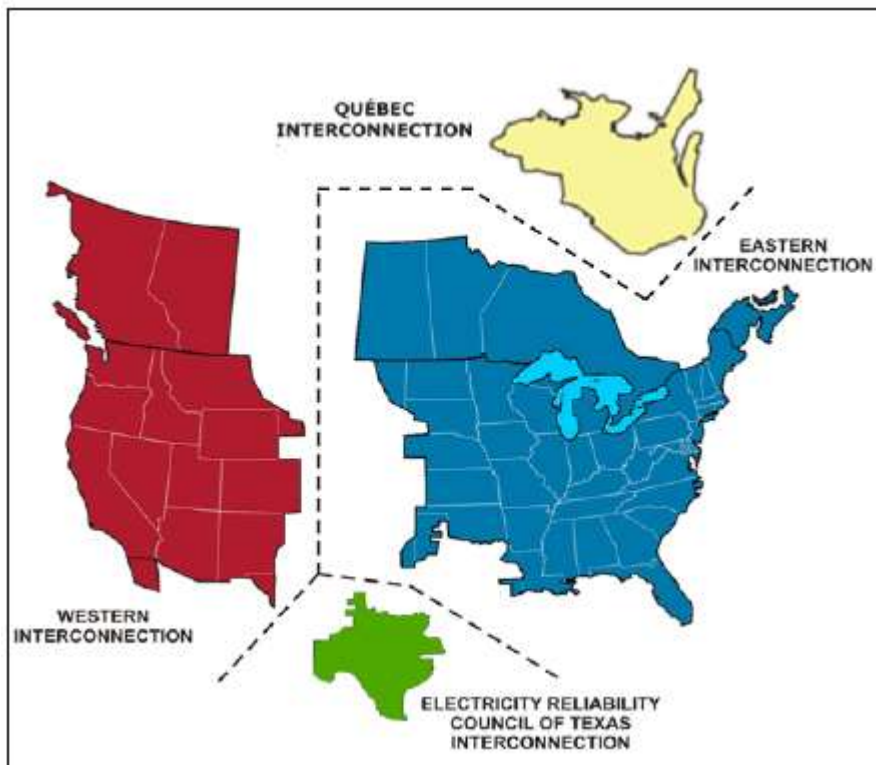 QUÉBEC
INTERCONNECTION
EASTERN
INTERCONNECTION
WESTERN
INTERCONNECTION
ELECTRICITY RELIABILITY
COUNCIL OF TEXAS
INTERCONNECTION